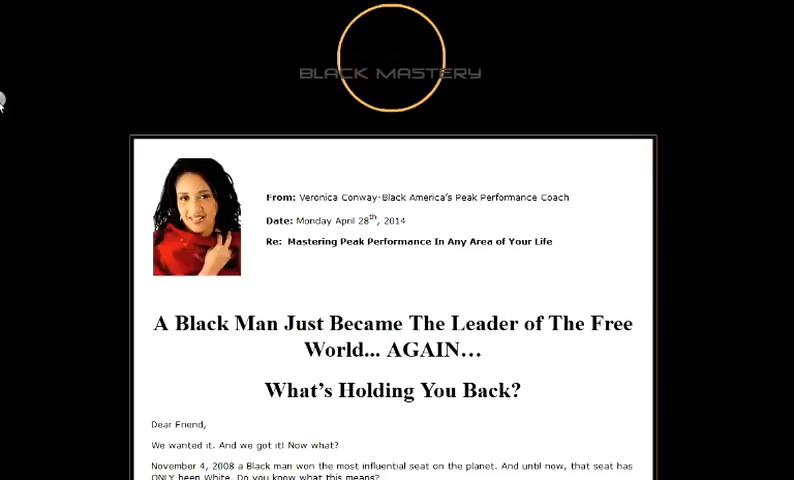 BLACK MASTERY
From: Veronica Conway-Black America's Peak Performance Coach
Date: Monday April 28th, 2014
Re: Mastering Peak Performance In Any Area of Your Life
A Black Man Just Became The Leader of The Free
World... AGAIN…
What's Holding You Back?
Dear Friend,
We wanted it. And we got it! Now what?
November 4, 2008 a Black man won the most influential seat on the planet. And until now, that seat has
ONLY been White. Do you know what this means?